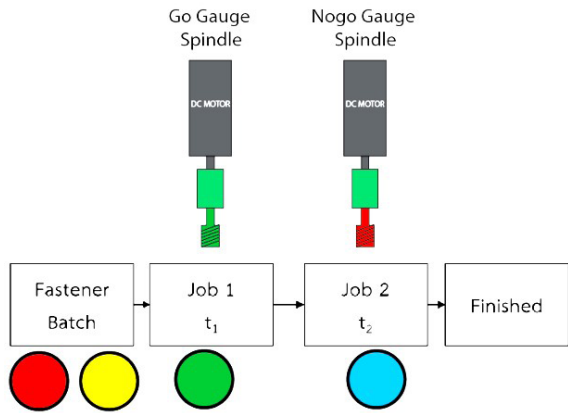 Go Gauge
Spindle
Nogo Gauge
Spindle
DC MOTOR
DC MOTOR
Fastener
Batch
Job 1
t₁
Job 2
t₂
Finished